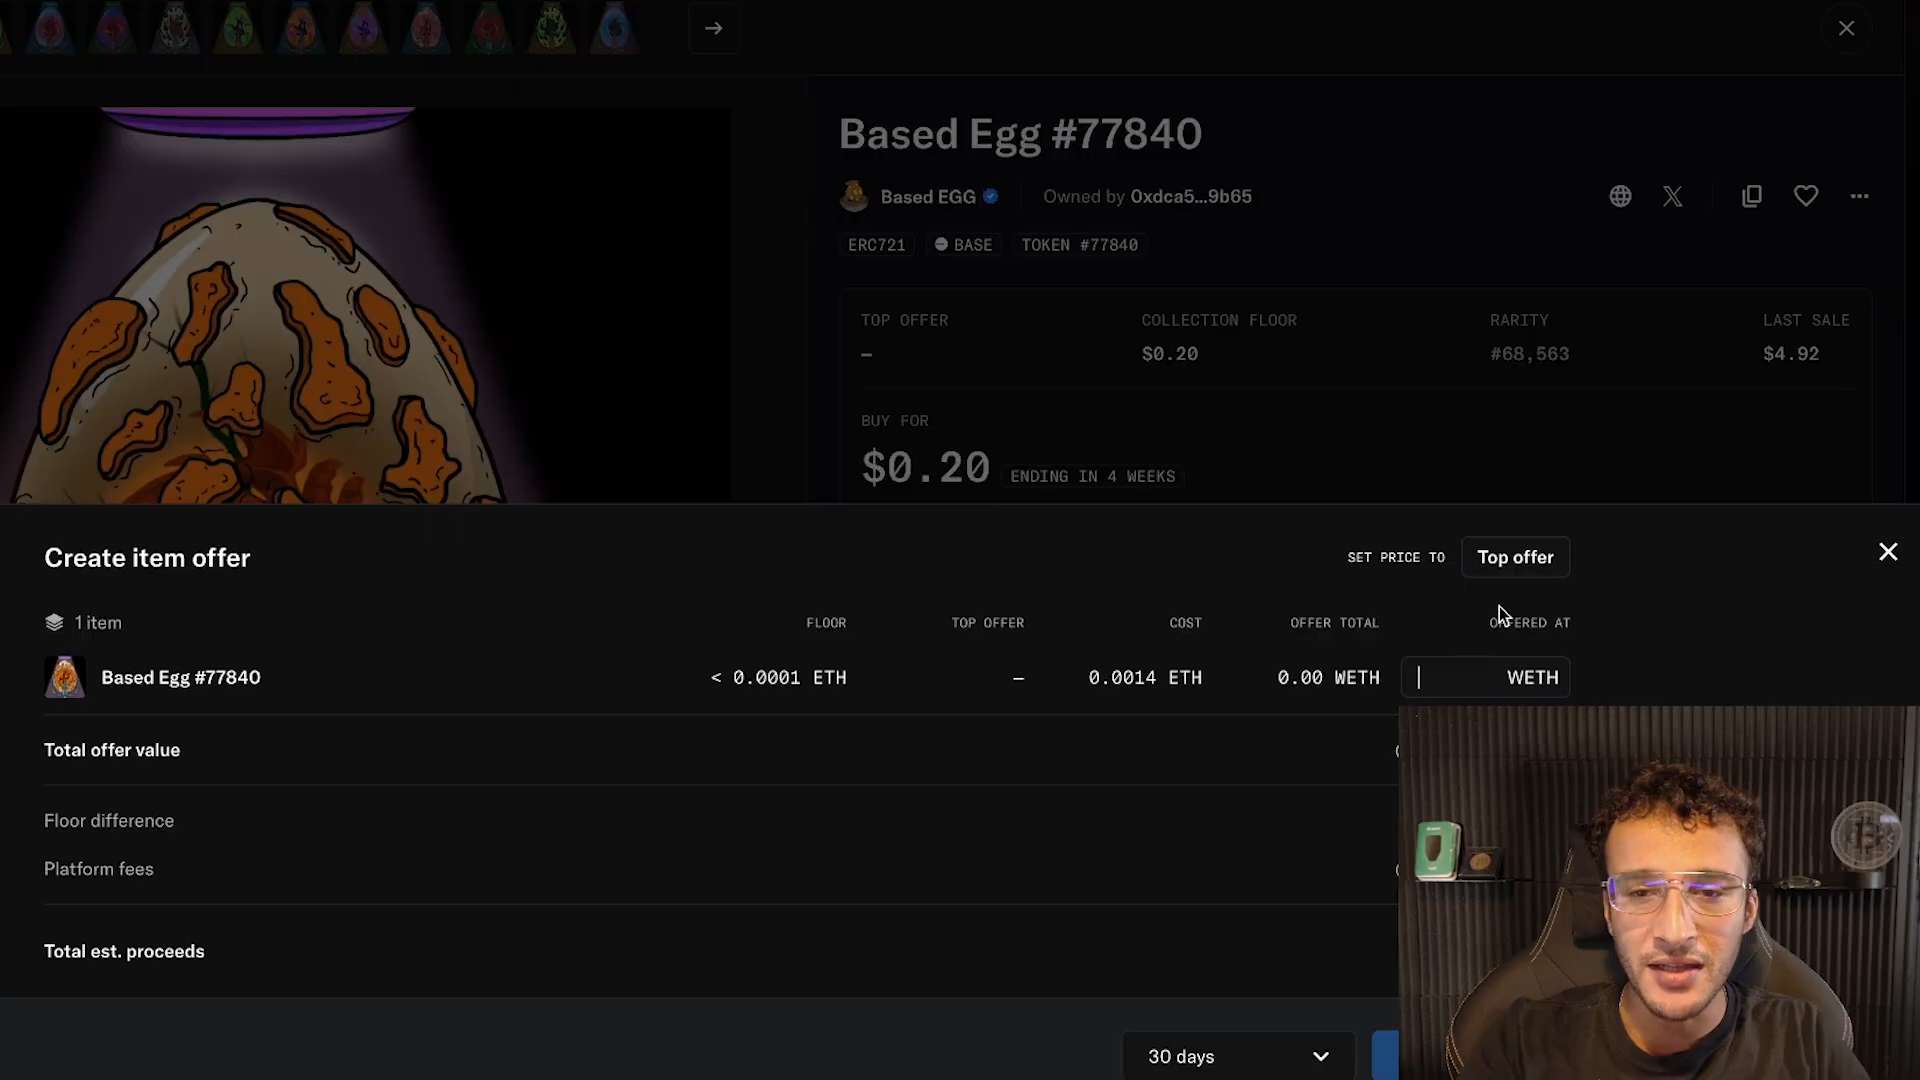 Based Egg #77840
Based EGG
Owned by 0xdca5...9b65
ERC721
BASE
TOKEN #77840
TOP OFFER
COLLECTION FLOOR
RARITY
LAST SALE
–
$0.20
#68,563
$4.92
BUY FOR
$0.20
ENDING IN 4 WEEKS
Create item offer
SET PRICE TO
Top offer
1 item
FLOOR
TOP OFFER
COST
OFFER TOTAL
OFFERED AT
Based Egg #77840
< 0.0001 ETH
–
0.0014 ETH
0.00 WETH
WETH
Total offer value
Floor difference
Platform fees
Total est. proceeds
30 days